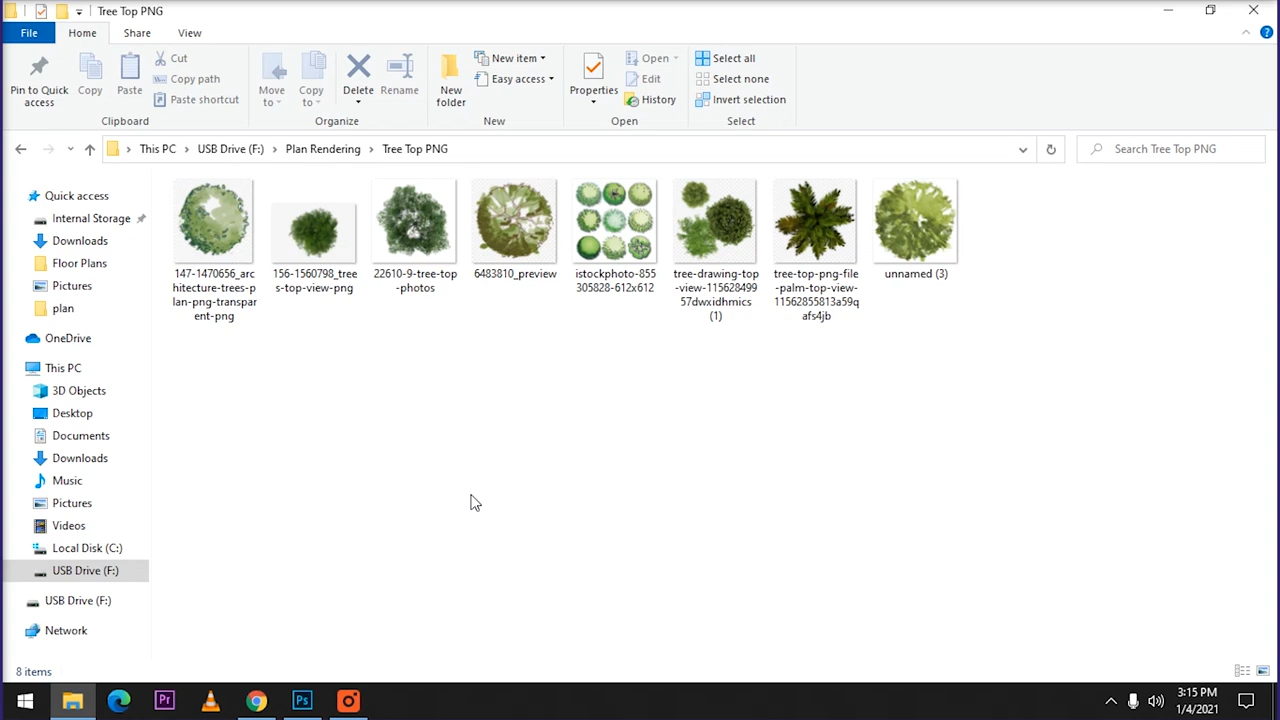 Tree Top PNG
File Home Share View
Pin to Quick access
Copy
Paste
Cut
Copy path
Paste shortcut
Clipboard
Move to
Copy to
Delete
Rename
Organize
New folder
New item
Easy access
New
Properties
Open
Edit
History
Open
Select all
Select none
Invert selection
Select
This PC USB Drive (F:) Plan Rendering Tree Top PNG
Search Tree Top PNG
Quick access
Internal Storage
Downloads
Floor Plans
Pictures
plan
OneDrive
This PC
3D Objects
Desktop
Documents
Downloads
Music
Pictures
Videos
Local Disk (C:)
USB Drive (F:)
USB Drive (F:)
Network
147-1470656_arc
hitecture-trees-p
lan-png-transpar
ent-png
156-1560798_tree
s-top-view-png
22610-9-tree-top
-photos
6483810_preview
istockphoto-855
305828-612x612
tree-drawing-top
-view-115628499
57dwxidhmics
(1)
tree-top-png-file
-palm-top-view-
11562855813a59q
afs4jb
unnamed (3)
8 items
Pr
Ps
3:15 PM
1/4/2021